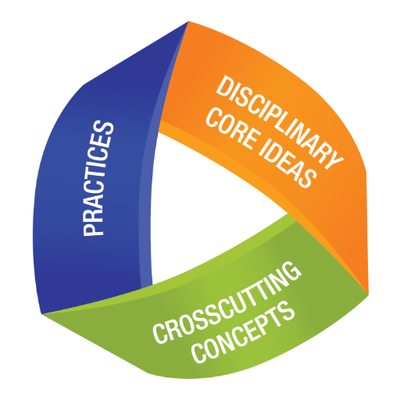 PRACTICES
DISCIPLINARY
CORE IDEAS
CROSSCUTTING
CONCEPTS